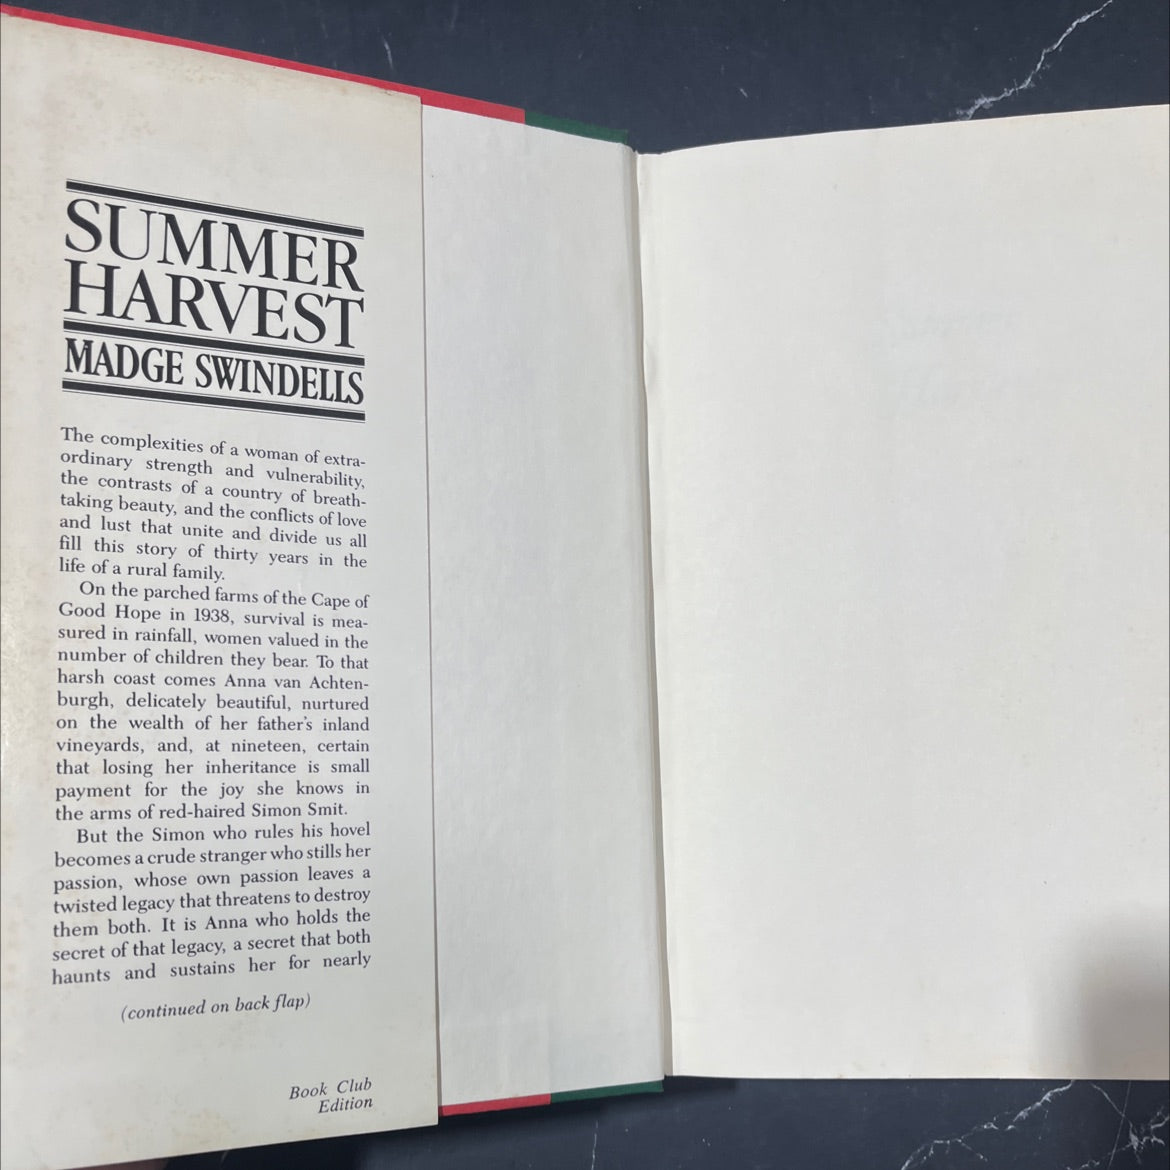 SUMMER
HARVEST
MADGE SWINDELLS
The complexities of a woman of extra-
ordinary strength and vulnerability,
the contrasts of a country of breath-
taking beauty, and the conflicts of love
and lust that unite and divide us all
fill this story of thirty years in the
life of a rural family.
On the parched farms of the Cape of
Good Hope in 1938, survival is mea-
sured in rainfall, women valued in the
number of children they bear. To that
harsh coast comes Anna van Achten-
burgh, delicately beautiful, nurtured
on the wealth of her father's inland
vineyards, and, at nineteen, certain
that losing her inheritance is small
payment for the joy she knows in
the arms of red-haired Simon Smit.
But the Simon who rules his hovel
becomes a crude stranger who stills her
passion, whose own passion leaves a
twisted legacy that threatens to destroy
them both. It is Anna who holds the
secret of that legacy, a secret that both
haunts and sustains her for nearly
(continued on back flap)
Book Club
Edition